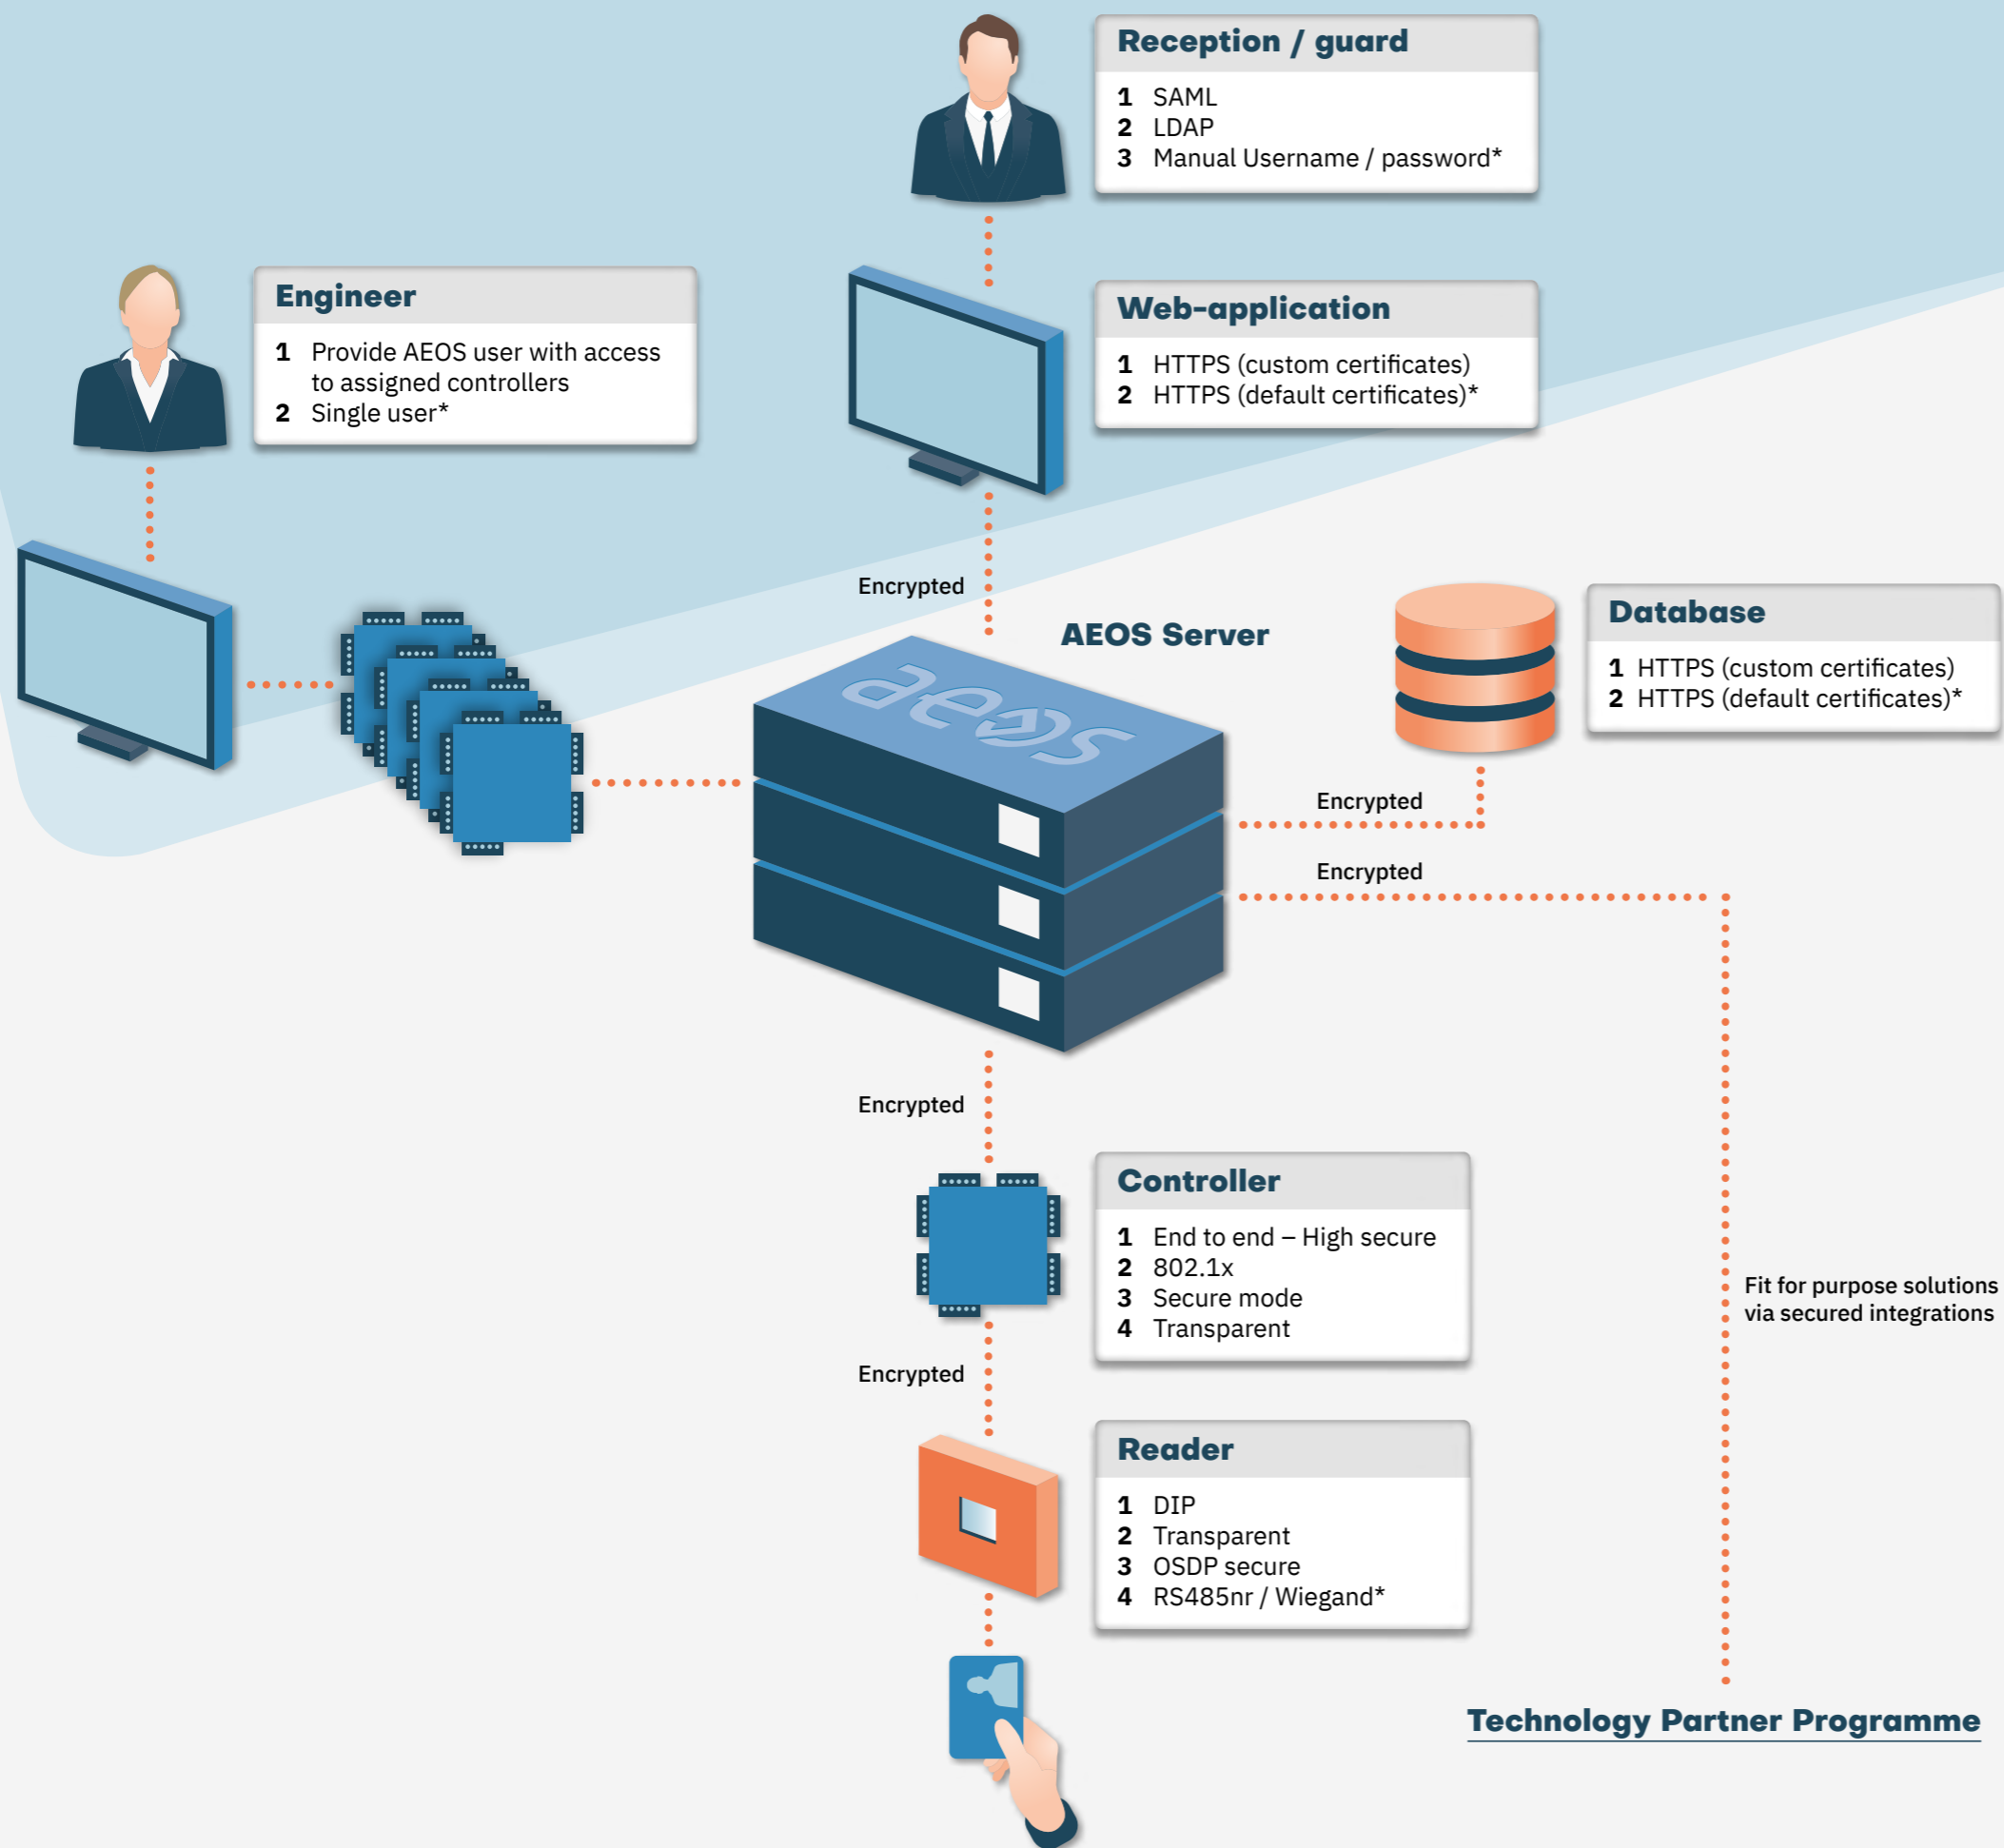 Reception / guard
1 SAML
2 LDAP
3 Manual Username / password*
Engineer
1 Provide AEOS user with access
to assigned controllers
2 Single user*
Web-application
1 HTTPS (custom certificates)
2 HTTPS (default certificates)*
Encrypted
AEOS Server
aeos
Database
1 HTTPS (custom certificates)
2 HTTPS (default certificates)*
Encrypted
Encrypted
Encrypted
Controller
1 End to end – High secure
2 802.1x
3 Secure mode
4 Transparent
Fit for purpose solutions
via secured integrations
Encrypted
Reader
1 DIP
2 Transparent
3 OSDP secure
4 RS485nr / Wiegand*
Technology Partner Programme